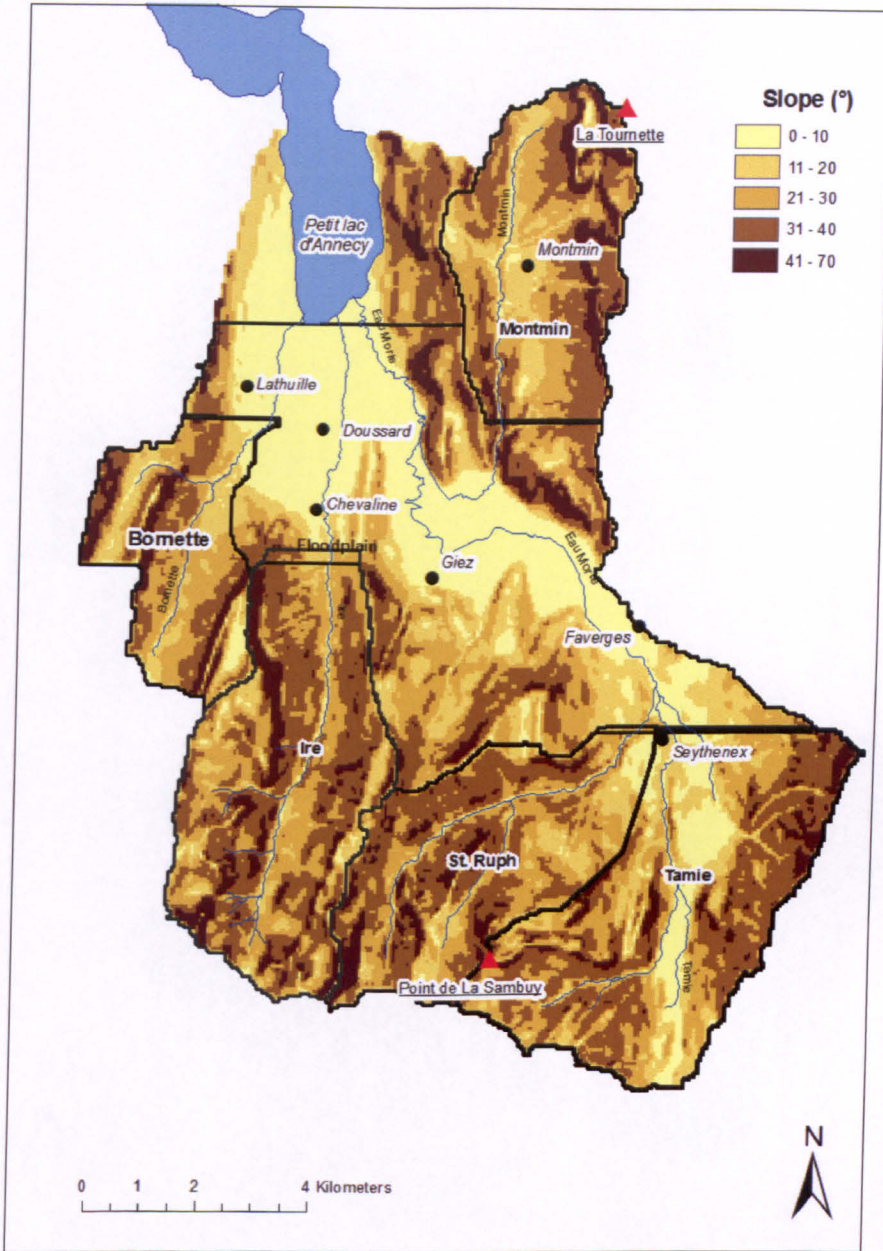 Slope (°)
0 - 10
11 - 20
21 - 30
31 - 40
41 - 70
La Tournette
Petit lac
d'Annecy
Montmin
Montmin
Montmin
Eau Morte
Lathuille
Doussard
Chevaline
Bornette
Floodplain
Giez
Bornette
Eau Morte
Faverges
Ire
Seythenex
St. Ruph
Tamie
Tamie
Point de La Sambuy
N
0 1 2 4 Kilometers